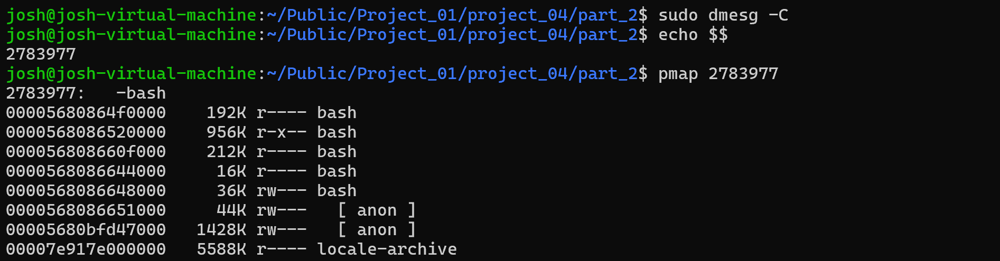 josh@josh-virtual-machine:~/Public/Project_01/project_04/part_2$ sudo dmesg -C
josh@josh-virtual-machine:~/Public/Project_01/project_04/part_2$ echo $$
2783977
josh@josh-virtual-machine:~/Public/Project_01/project_04/part_2$ pmap 2783977
2783977:   -bash
00005680864f0000    192K r---- bash
0000568086520000    956K r-x-- bash
000056808660f000    212K r---- bash
0000568086644000     16K r---- bash
0000568086648000     36K rw--- bash
0000568086651000     44K rw---   [ anon ]
00005680bfd47000   1428K rw---   [ anon ]
00007e917e000000   5588K r---- locale-archive